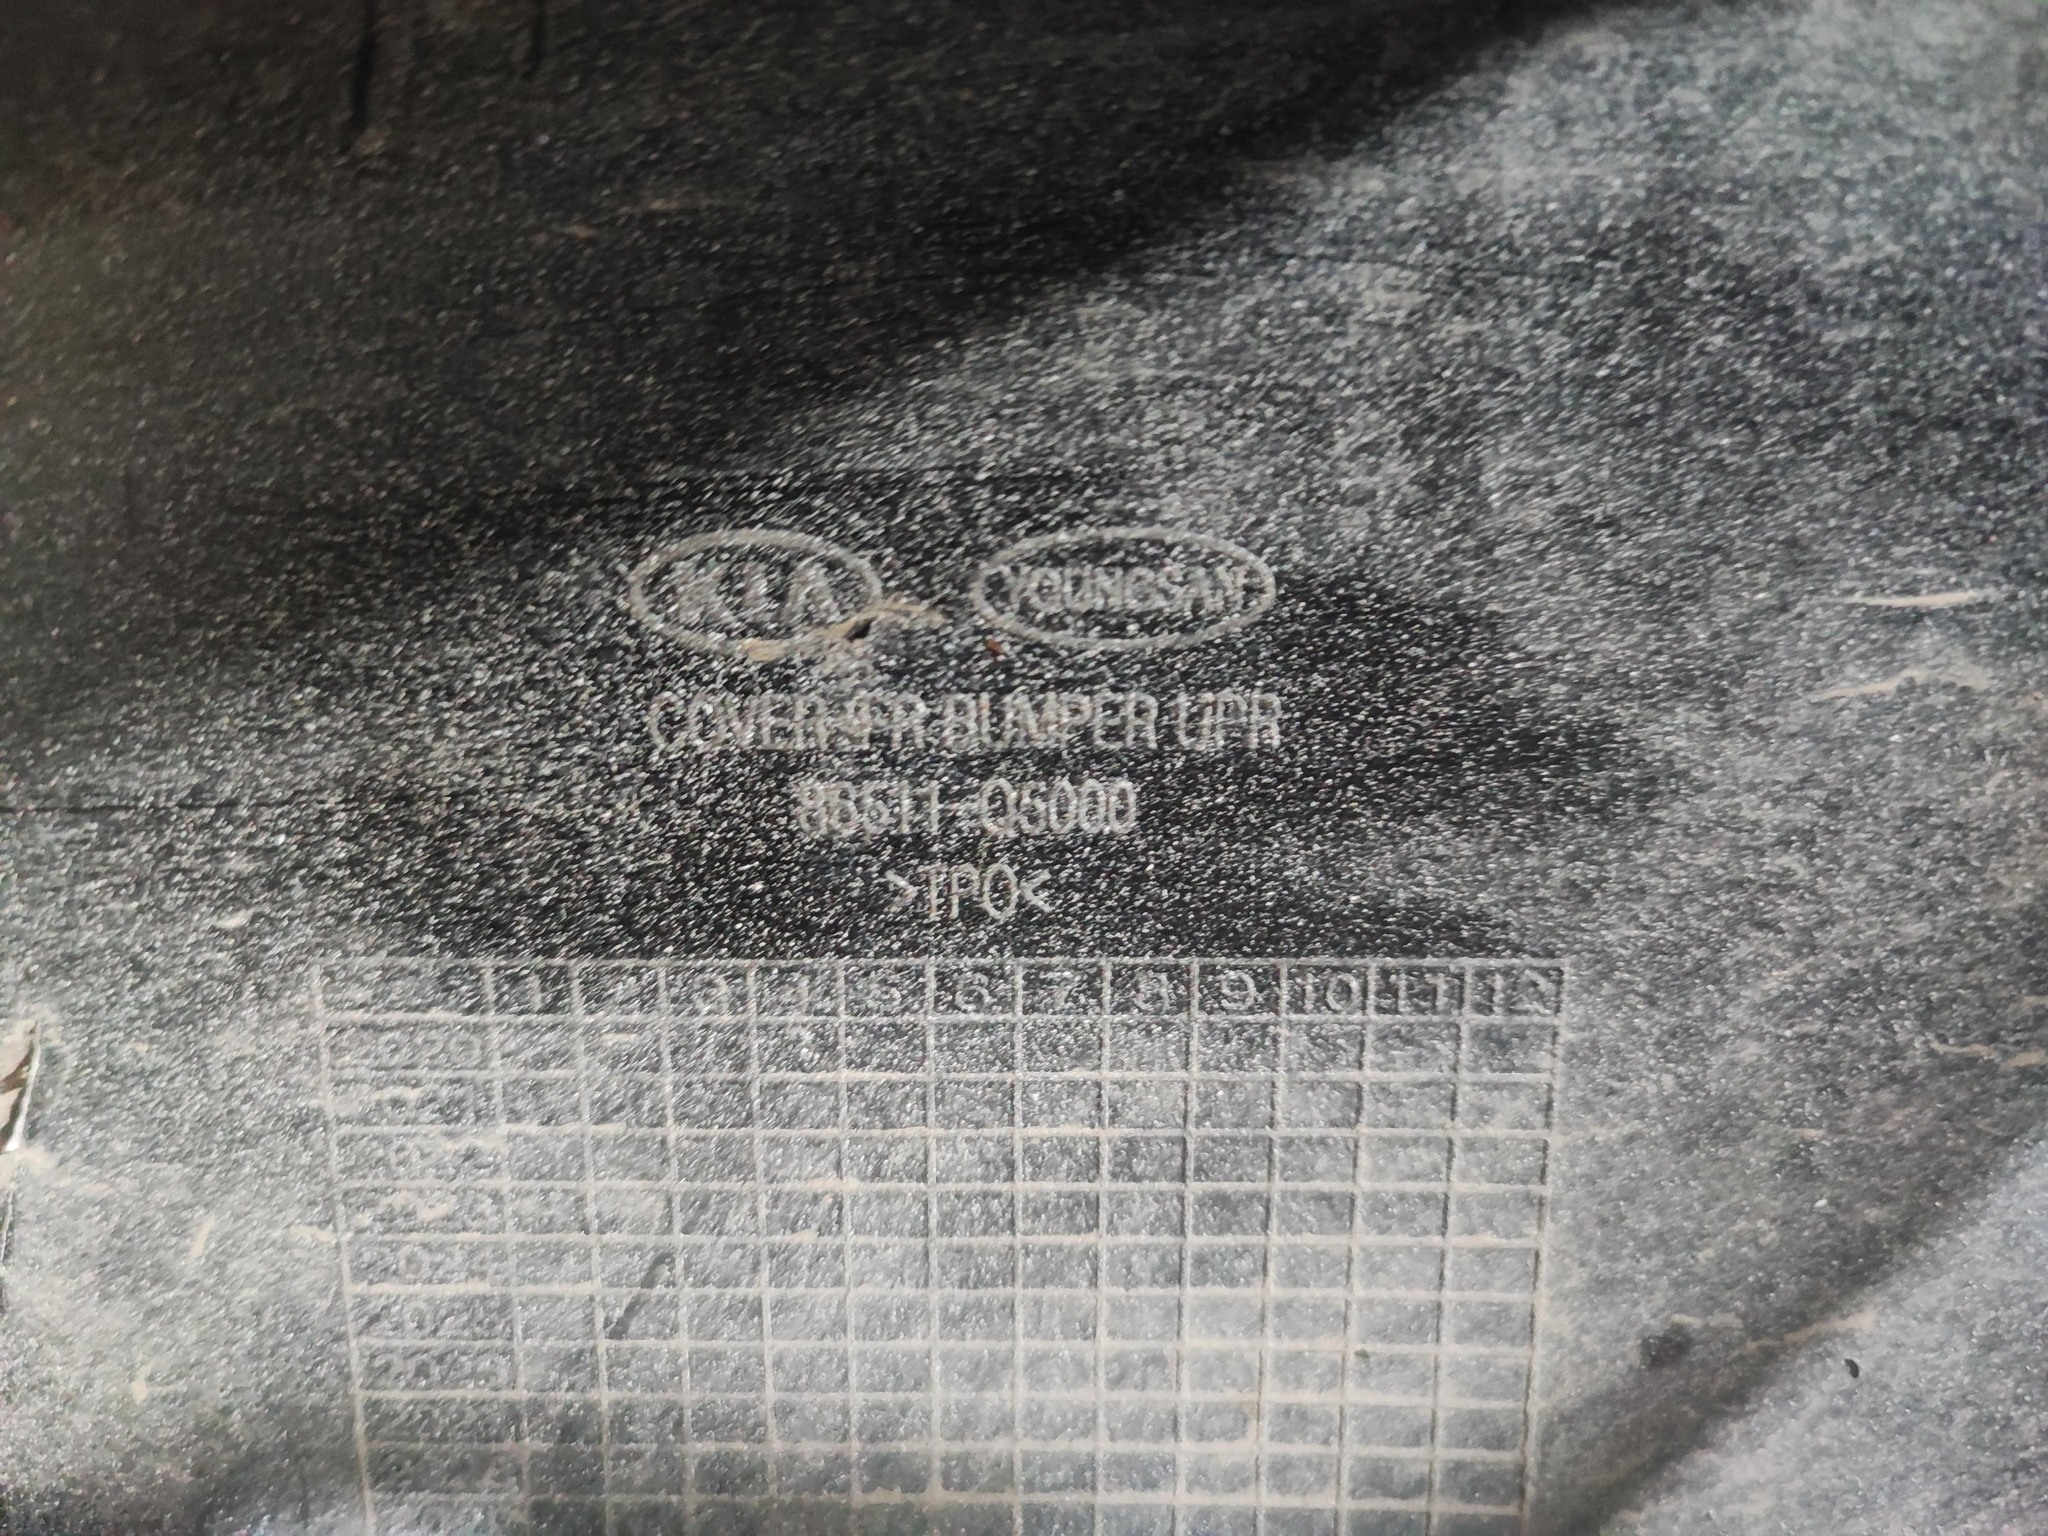 KIA YOUNGSAN
COVER-FR BUMPER UPR
86511-Q5000
>TPO<
1 2 3 4 5 6 7 8 9 10 11 12
2020